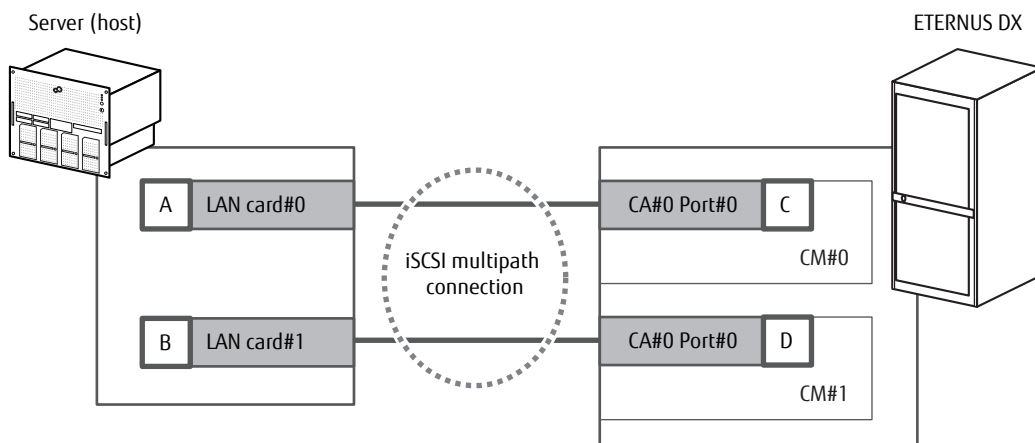 Server (host)
ETERNUS DX
A
LAN card#0
CA#0 Port#0
C
CM#0
iSCSI multipath
connection
B
LAN card#1
CA#0 Port#0
D
CM#1